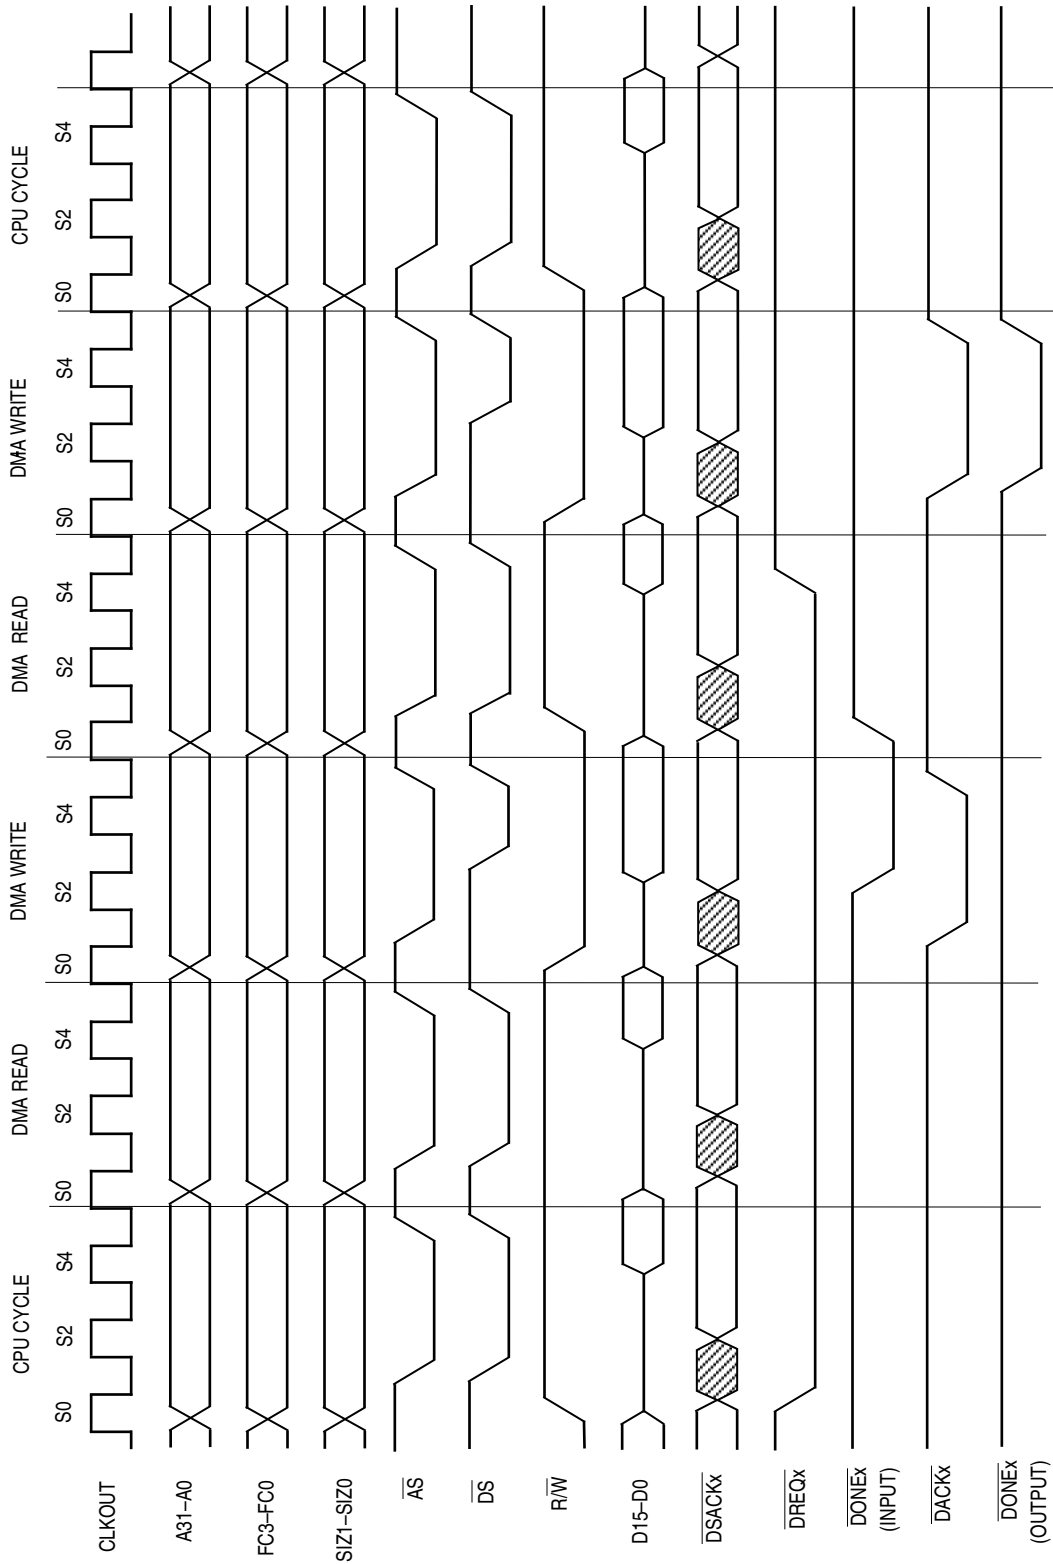 CPU CYCLE
DMA READ
DMA WRITE
DMA READ
DMA WRITE
CPU CYCLE
S0 S2 S4 S0 S2 S4 S0 S2 S4 S0 S2 S4 S0 S2 S4 S0 S2 S4
CLKOUT
A31–A0
FC3–FC0
SIZ1–SIZ0
AS
DS
R/W
D15–D0
DSACKx
DREQx
DONEx
(INPUT)
DACKx
DONEx
(OUTPUT)